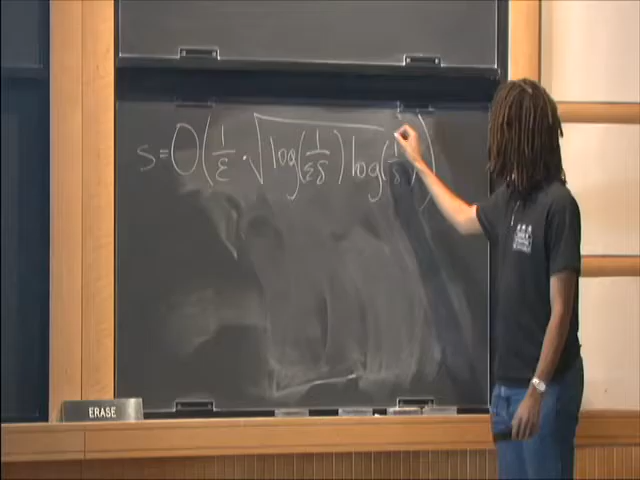 s = O(1/ε · √(log(1/εδ) log(1/δ)))
ERASE